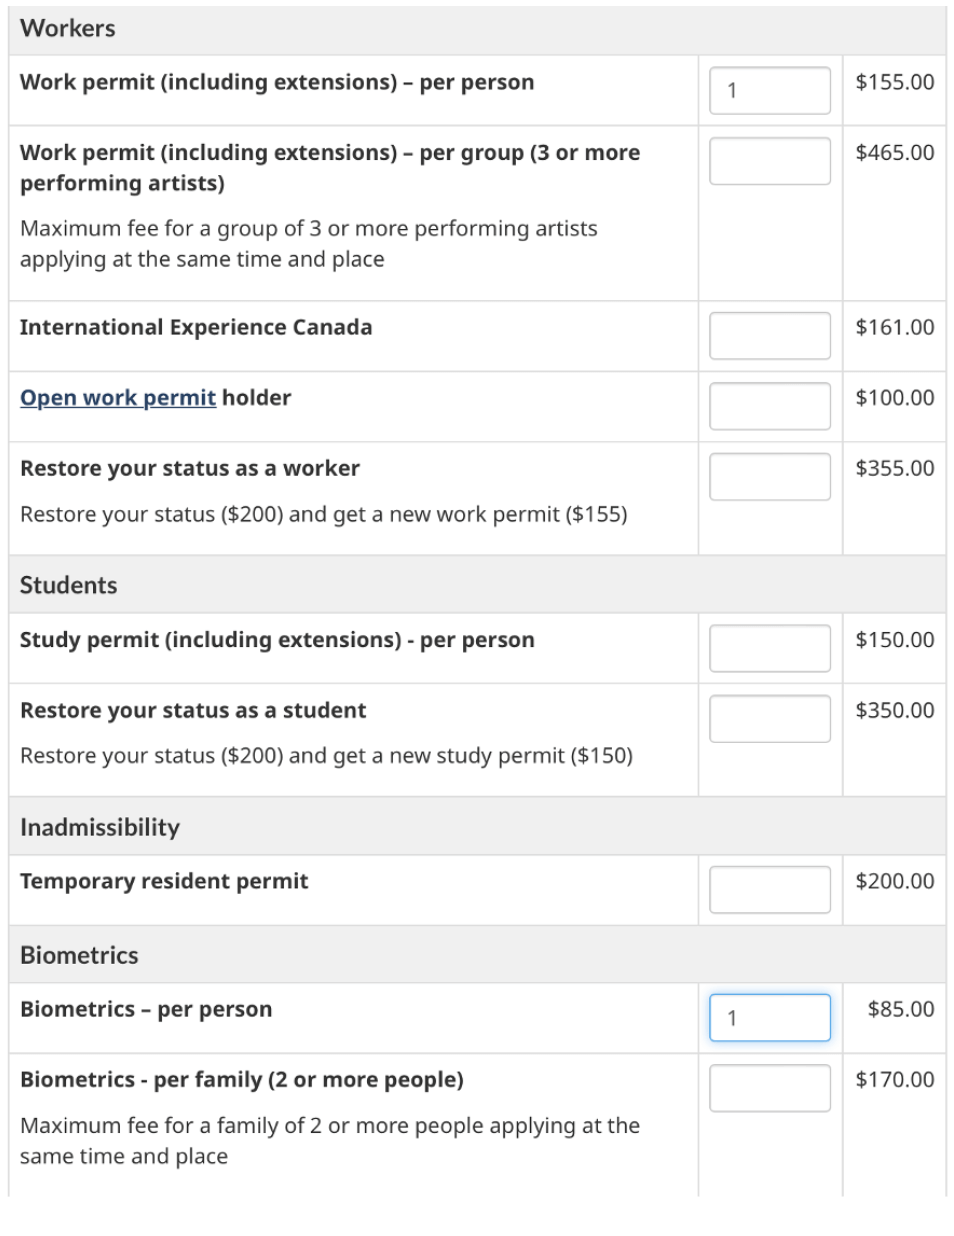 Workers
Work permit (including extensions) – per person 1 $155.00
Work permit (including extensions) – per group (3 or more $465.00
performing artists)
Maximum fee for a group of 3 or more performing artists
applying at the same time and place
International Experience Canada $161.00
Open work permit holder $100.00
Restore your status as a worker $355.00
Restore your status ($200) and get a new work permit ($155)
Students
Study permit (including extensions) - per person $150.00
Restore your status as a student $350.00
Restore your status ($200) and get a new study permit ($150)
Inadmissibility
Temporary resident permit $200.00
Biometrics
Biometrics – per person 1 $85.00
Biometrics - per family (2 or more people) $170.00
Maximum fee for a family of 2 or more people applying at the
same time and place